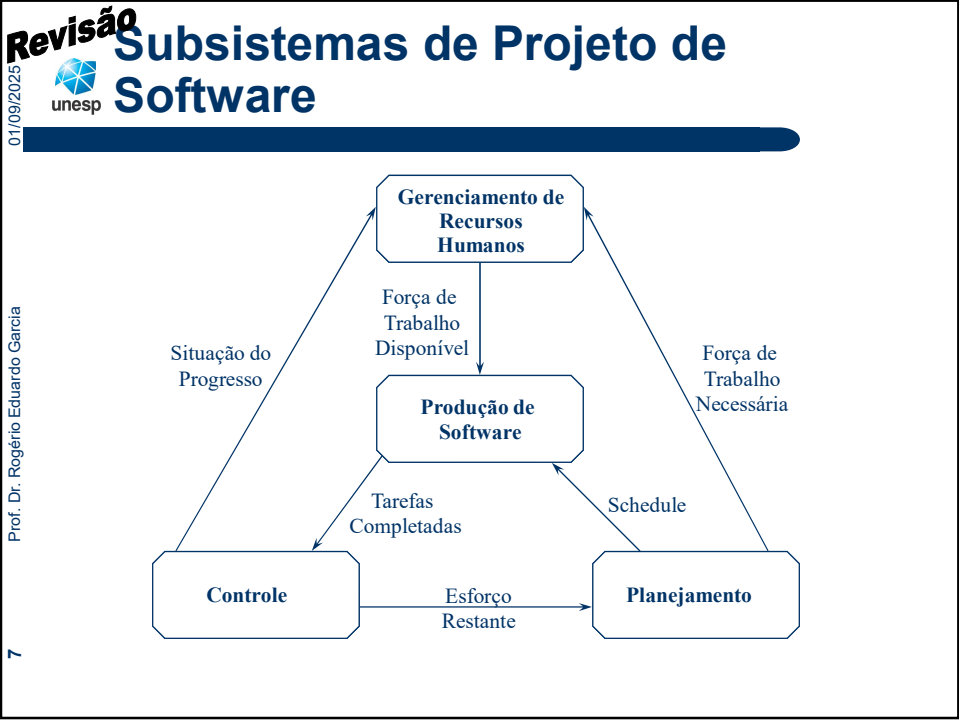 Revisão
Subsistemas de Projeto de
Software
unesp
01/09/2025
Prof. Dr. Rogério Eduardo Garcia
7
Gerenciamento de
Recursos
Humanos
Força de
Trabalho
Disponível
Situação do
Progresso
Força de
Trabalho
Necessária
Produção de
Software
Tarefas
Completadas
Schedule
Controle
Esforço
Restante
Planejamento